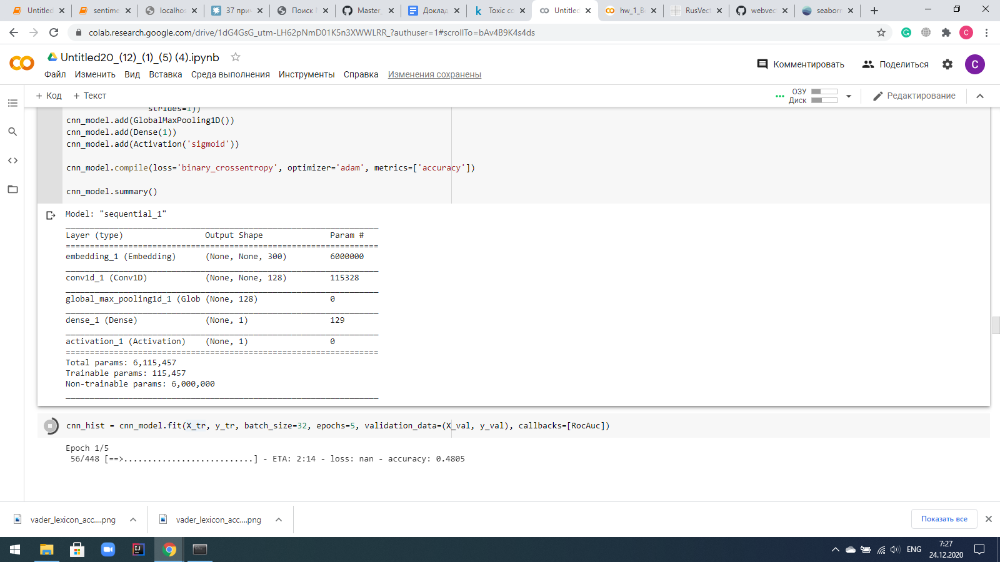 Untitled
sentime
localhos
37 прич
Поиск
Master_
Доклад
Toxic co
Untitled
hw_1_B
RusVect
webvec
seaborn
colab.research.google.com/drive/1dG4GsG_utm-LH62pNmD01K5n3XWWLRR_?authuser=1#scrollTo=bAv4B9K4s4ds
C
Untitled20_(12)_(1)_(5) (4).ipynb
Файл Изменить Вид Вставка Среда выполнения Инструменты Справка Изменения сохранены
Комментировать
Поделиться
C
+ Код + Текст
ОЗУ
Диск
Редактирование
strides=1))
cnn_model.add(GlobalMaxPooling1D())
cnn_model.add(Dense(1))
cnn_model.add(Activation('sigmoid'))
cnn_model.compile(loss='binary_crossentropy', optimizer='adam', metrics=['accuracy'])
cnn_model.summary()
Model: "sequential_1"
Layer (type) Output Shape Param #
=================================================================
embedding_1 (Embedding) (None, None, 300) 6000000
conv1d_1 (Conv1D) (None, None, 128) 115328
global_max_pooling1d_1 (Glob (None, 128) 0
dense_1 (Dense) (None, 1) 129
activation_1 (Activation) (None, 1) 0
=================================================================
Total params: 6,115,457
Trainable params: 115,457
Non-trainable params: 6,000,000
cnn_hist = cnn_model.fit(X_tr, y_tr, batch_size=32, epochs=5, validation_data=(X_val, y_val), callbacks=[RocAuc])
Epoch 1/5
56/448 [==>...........................] - ETA: 2:14 - loss: nan - accuracy: 0.4805
vader_lexicon_acc....png
vader_lexicon_acc....png
Показать все
ENG
7:27
24.12.2020